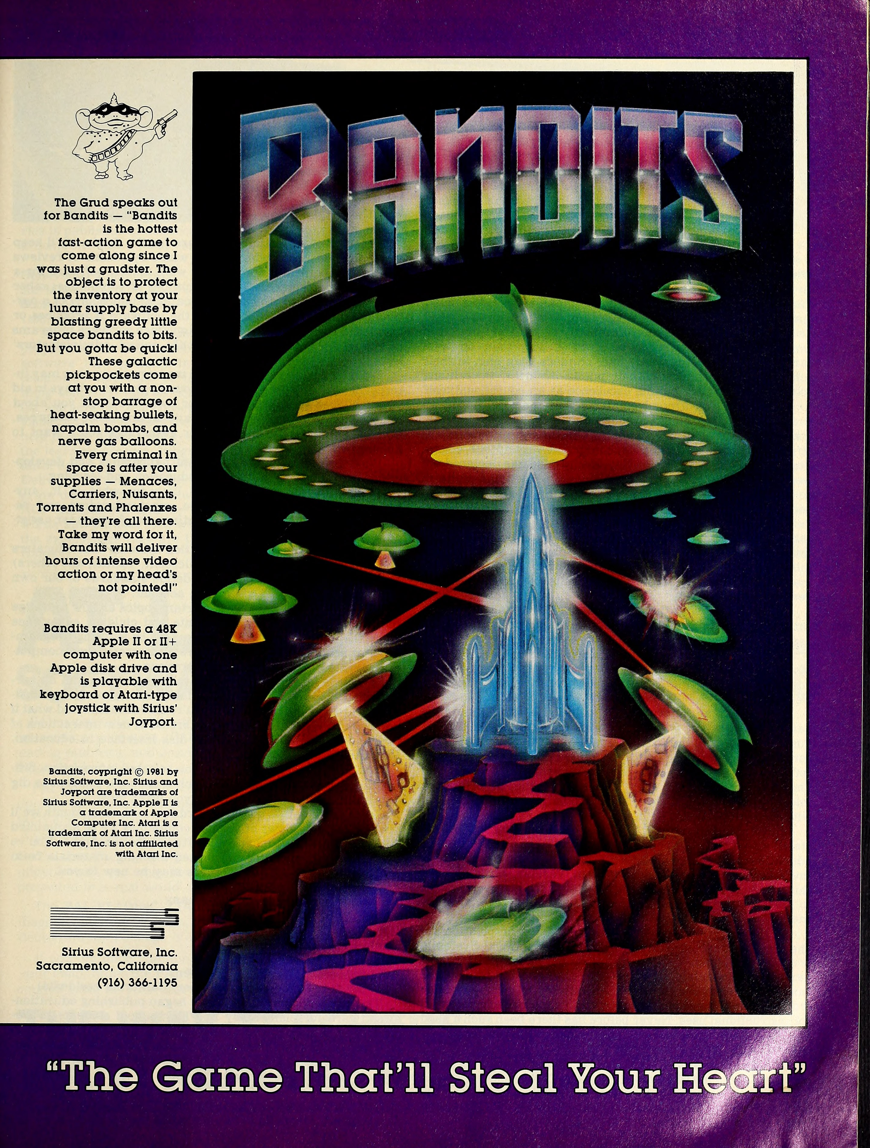 BANDITS
The Grud speaks out
for Bandits — "Bandits
is the hottest
fast-action game to
come along since I
was just a grudster. The
object is to protect
the inventory at your
lunar supply base by
blasting greedy little
space bandits to bits.
But you gotta be quick!
These galactic
pickpockets come
at you with a non-
stop barrage of
heat-seaking bullets,
napalm bombs, and
nerve gas balloons.
Every criminal in
space is after your
supplies — Menaces,
Carriers, Nuisants,
Torrents and Phalenxes
— they're all there.
Take my word for it,
Bandits will deliver
hours of intense video
action or my head's
not pointed!"
Bandits requires a 48K
Apple II or II+
computer with one
Apple disk drive and
is playable with
keyboard or Atari-type
joystick with Sirius'
Joyport.
Bandits, coypright © 1981 by
Sirius Software, Inc. Sirius and
Joyport are trademarks of
Sirius Software, Inc. Apple II is
a trademark of Apple
Computer Inc. Atari is a
trademark of Atari Inc. Sirius
Software, Inc. is not affiliated
with Atari Inc.
SS
Sirius Software, Inc.
Sacramento, California
(916) 366-1195
"The Game That'll Steal Your Heart"